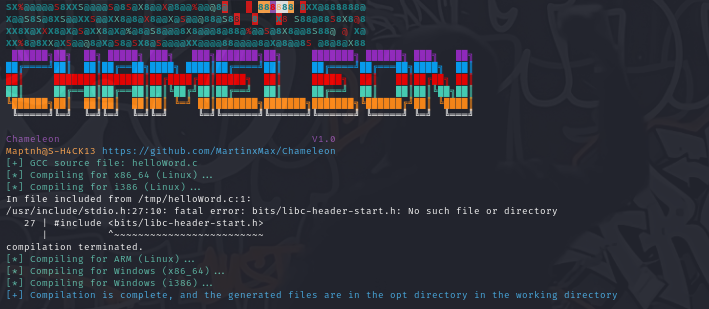 Chameleon V1.0
Maptnh@S-H4CK13 https://github.com/MartinxMax/Chameleon
[+] GCC source file: helloWord.c
[*] Compiling for x86_64 (Linux)...
[*] Compiling for i386 (Linux)...
In file included from /tmp/helloWord.c:1:
/usr/include/stdio.h:27:10: fatal error: bits/libc-header-start.h: No such file or directory
27 | #include <bits/libc-header-start.h>
| ^~~~~~~~~~~~~~~~~~~~~~~~~~
compilation terminated.
[*] Compiling for ARM (Linux)...
[*] Compiling for Windows (x86_64)...
[*] Compiling for Windows (i386)...
[+] Compilation is complete, and the generated files are in the opt directory in the working directory